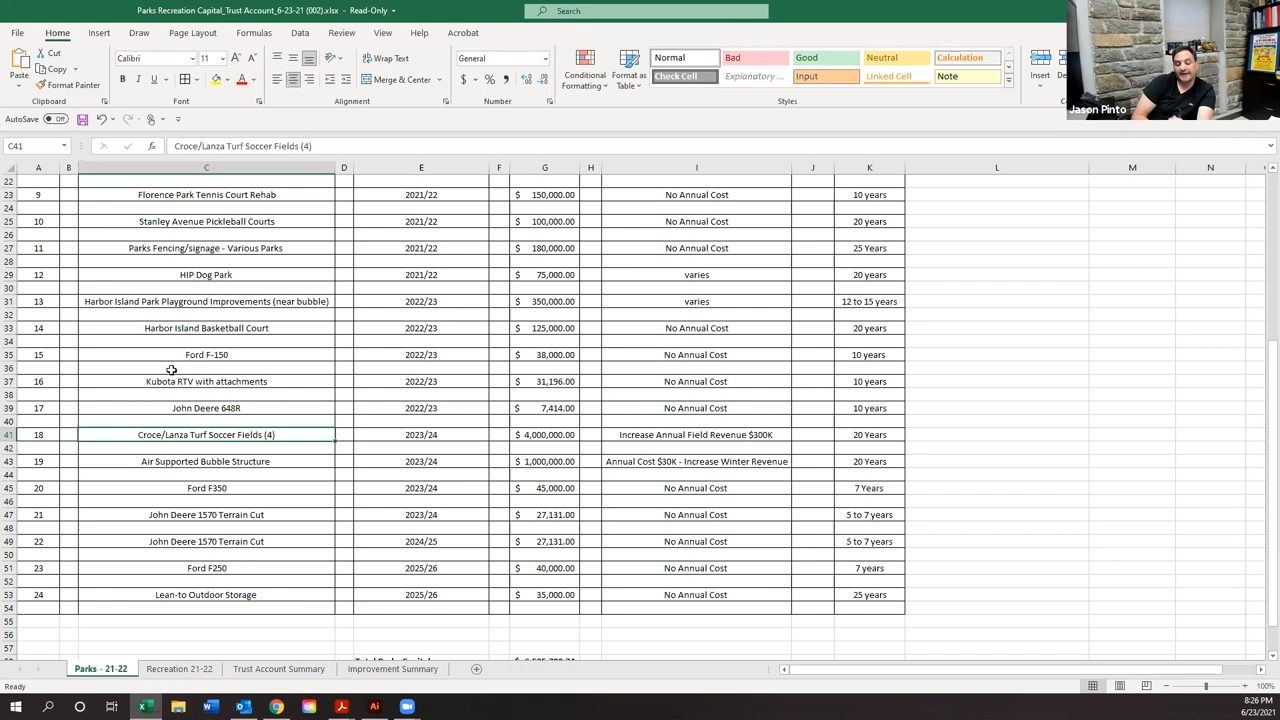 Parks Recreation Capital_Trust Account_6-23-21 (002).xlsx - Read-Only
Search
File Home Insert Draw Page Layout Formulas Data Review View Help Acrobat
Paste
Cut
Copy
Format Painter
Clipboard
Calibri 11
Font
Wrap Text
Merge & Center
Alignment
General
Number
Conditional Formatting
Format as Table
Normal Bad Good Neutral Calculation
Check Cell Explanatory ... Input Linked Cell Note
Styles
Insert
Jason Pinto
AutoSave Off
C41 fx Croce/Lanza Turf Soccer Fields (4)
A B C D E F G H I J K L M N
22
23 9 Florence Park Tennis Court Rehab 2021/22 $ 150,000.00 No Annual Cost 10 years
24
25 10 Stanley Avenue Pickleball Courts 2021/22 $ 100,000.00 No Annual Cost 20 years
26
27 11 Parks Fencing/signage - Various Parks 2021/22 $ 180,000.00 No Annual Cost 25 Years
28
29 12 HIP Dog Park 2021/22 $ 75,000.00 varies 20 years
30
31 13 Harbor Island Park Playground Improvements (near bubble) 2022/23 $ 350,000.00 varies 12 to 15 years
32
33 14 Harbor Island Basketball Court 2022/23 $ 125,000.00 No Annual Cost 20 years
34
35 15 Ford F-150 2022/23 $ 38,000.00 No Annual Cost 10 years
36
37 16 Kubota RTV with attachments 2022/23 $ 31,196.00 No Annual Cost 10 years
38
39 17 John Deere 648R 2022/23 $ 7,414.00 No Annual Cost 10 years
40
41 18 Croce/Lanza Turf Soccer Fields (4) 2023/24 $ 4,000,000.00 Increase Annual Field Revenue $300K 20 Years
42
43 19 Air Supported Bubble Structure 2023/24 $ 1,000,000.00 Annual Cost $30K - Increase Winter Revenue 20 Years
44
45 20 Ford F350 2023/24 $ 45,000.00 No Annual Cost 7 Years
46
47 21 John Deere 1570 Terrain Cut 2023/24 $ 27,131.00 No Annual Cost 5 to 7 years
48
49 22 John Deere 1570 Terrain Cut 2024/25 $ 27,131.00 No Annual Cost 5 to 7 years
50
51 23 Ford F250 2025/26 $ 40,000.00 No Annual Cost 7 years
52
53 24 Lean-to Outdoor Storage 2025/26 $ 35,000.00 No Annual Cost 25 years
54
55
56
57
Parks - 21-22 Recreation 21-22 Trust Account Summary Improvement Summary
Ready 100%
8:26 PM
6/23/2021